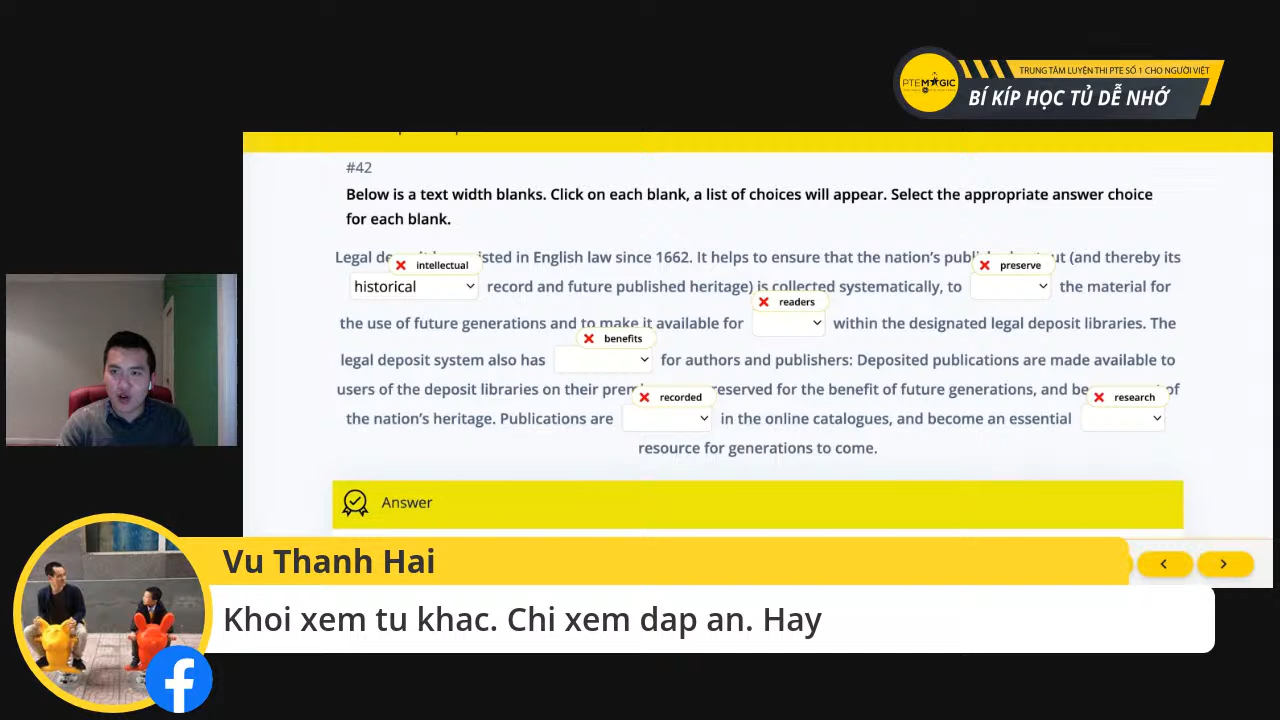 PTEMAGIC
TRUNG TÂM LUYỆN THI PTE SỐ 1 CHO NGƯỜI VIỆT
BÍ KÍP HỌC TỦ DỄ NHỚ
#42
Below is a text width blanks. Click on each blank, a list of choices will appear. Select the appropriate answer choice
for each blank.
Legal in English law since 1662. It helps to ensure that the nation's (and thereby its
intellectual
preserve
historical record and future published heritage) is collected systematically, to the material for
readers
the use of future generations and to make it available for within the designated legal deposit libraries. The
benefits
legal deposit system also has for authors and publishers: Deposited publications are made available to
users of the deposit libraries on their for the benefit of future generations, and of
recorded
research
the nation's heritage. Publications are in the online catalogues, and become an essential
resource for generations to come.
Answer
Vu Thanh Hai
Khoi xem tu khac. Chi xem dap an. Hay